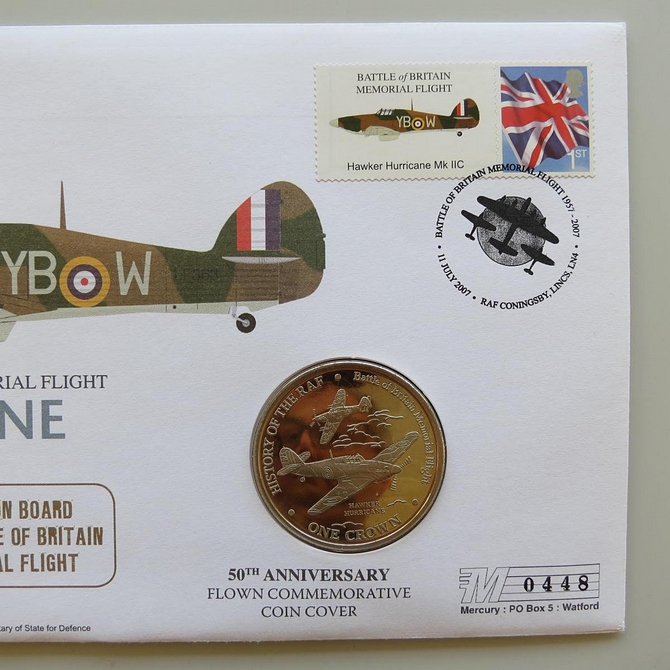 BATTLE of BRITAIN
MEMORIAL FLIGHT
YB W
Hawker Hurricane Mk IIC
1ST
BATTLE OF BRITAIN MEMORIAL FLIGHT 1957 - 2007
• 11 JULY 2007 • RAF CONINGSBY, LINCS, LN4 •
YB W
RIAL FLIGHT
NE
HISTORY OF THE RAF • Battle of Britain Memorial Flight
HAWKER
HURRICANE
• ONE CROWN •
N BOARD
E OF BRITAIN
AL FLIGHT
50TH ANNIVERSARY
FLOWN COMMEMORATIVE
COIN COVER
M 0448
Mercury : PO Box 5 : Watford
tary of State for Defence